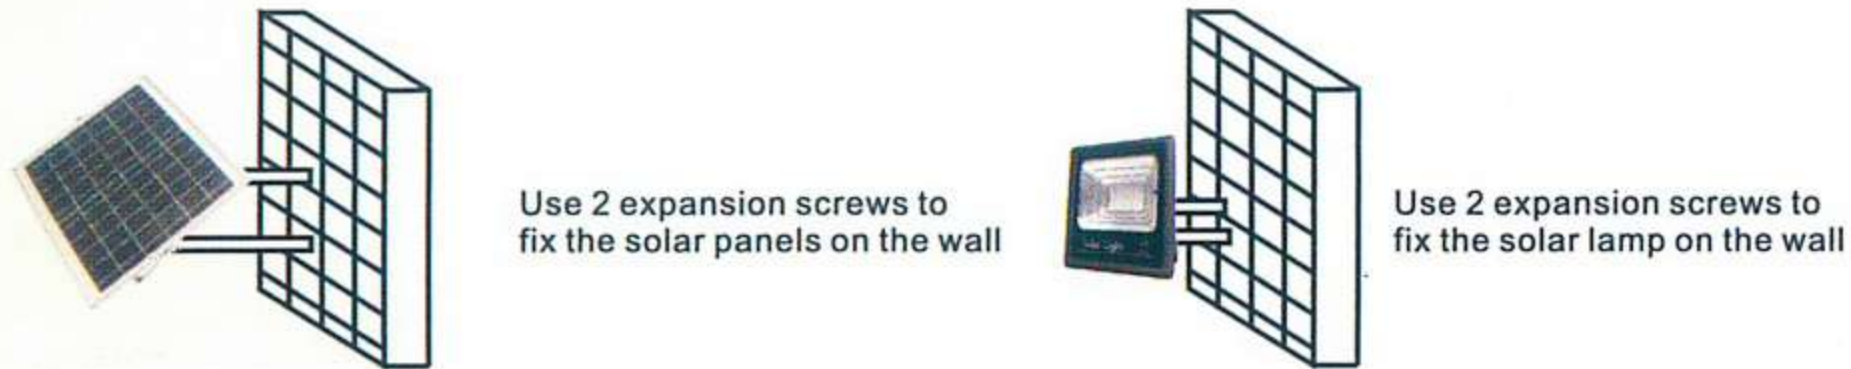 Use 2 expansion screws to
fix the solar panels on the wall
Use 2 expansion screws to
fix the solar lamp on the wall